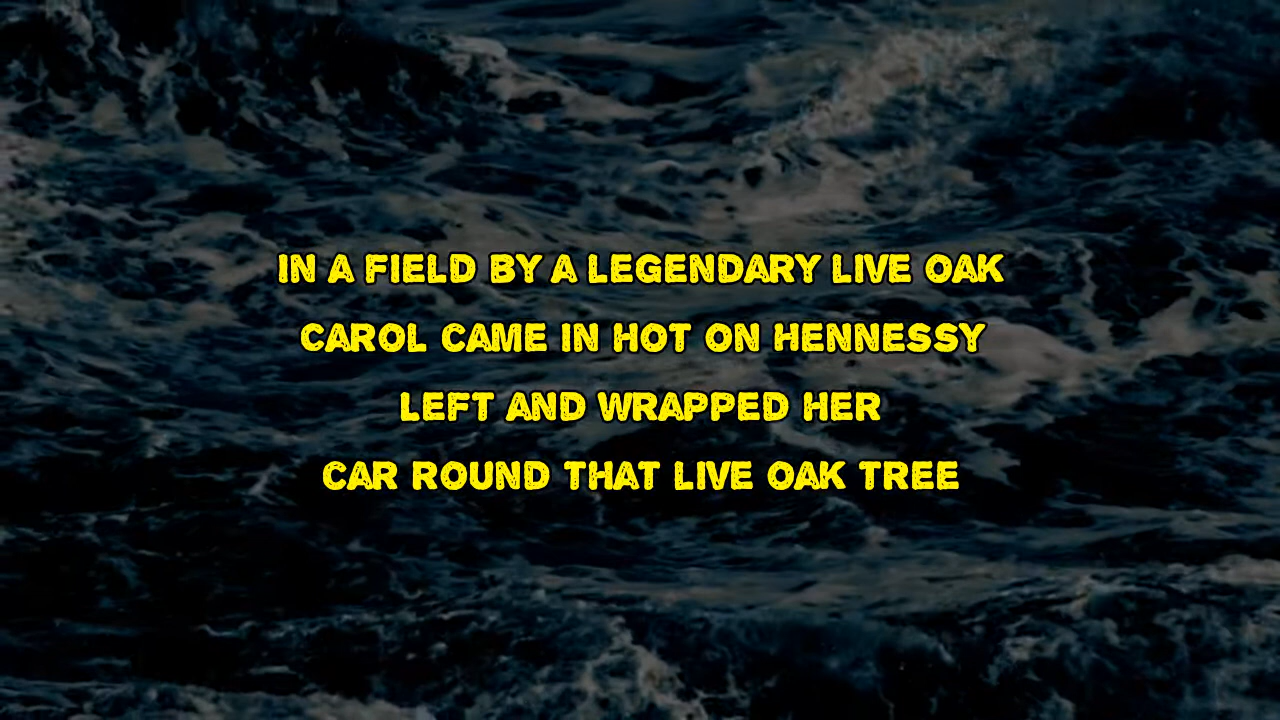 IN A FIELD BY A LEGENDARY LIVE OAK
CAROL CAME IN HOT ON HENNESSY
LEFT AND WRAPPED HER
CAR ROUND THAT LIVE OAK TREE